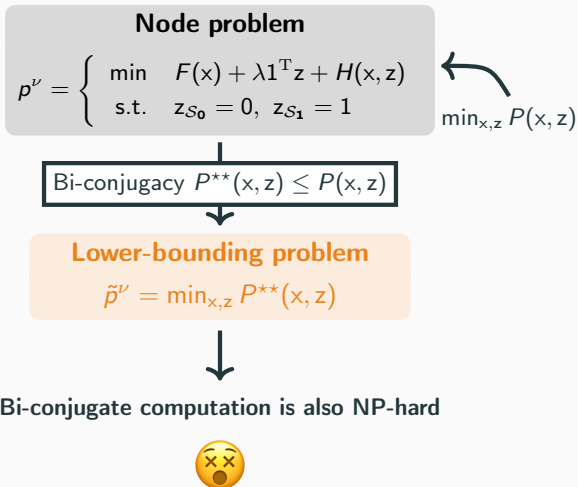 Node problem
p^ν = { min F(x) + λ1^T z + H(x, z)
s.t. z_{S_0} = 0, z_{S_1} = 1
min_{x,z} P(x, z)
Bi-conjugacy P^{⋆⋆}(x, z) ≤ P(x, z)
Lower-bounding problem
p̃^ν = min_{x,z} P^{⋆⋆}(x, z)
Bi-conjugate computation is also NP-hard